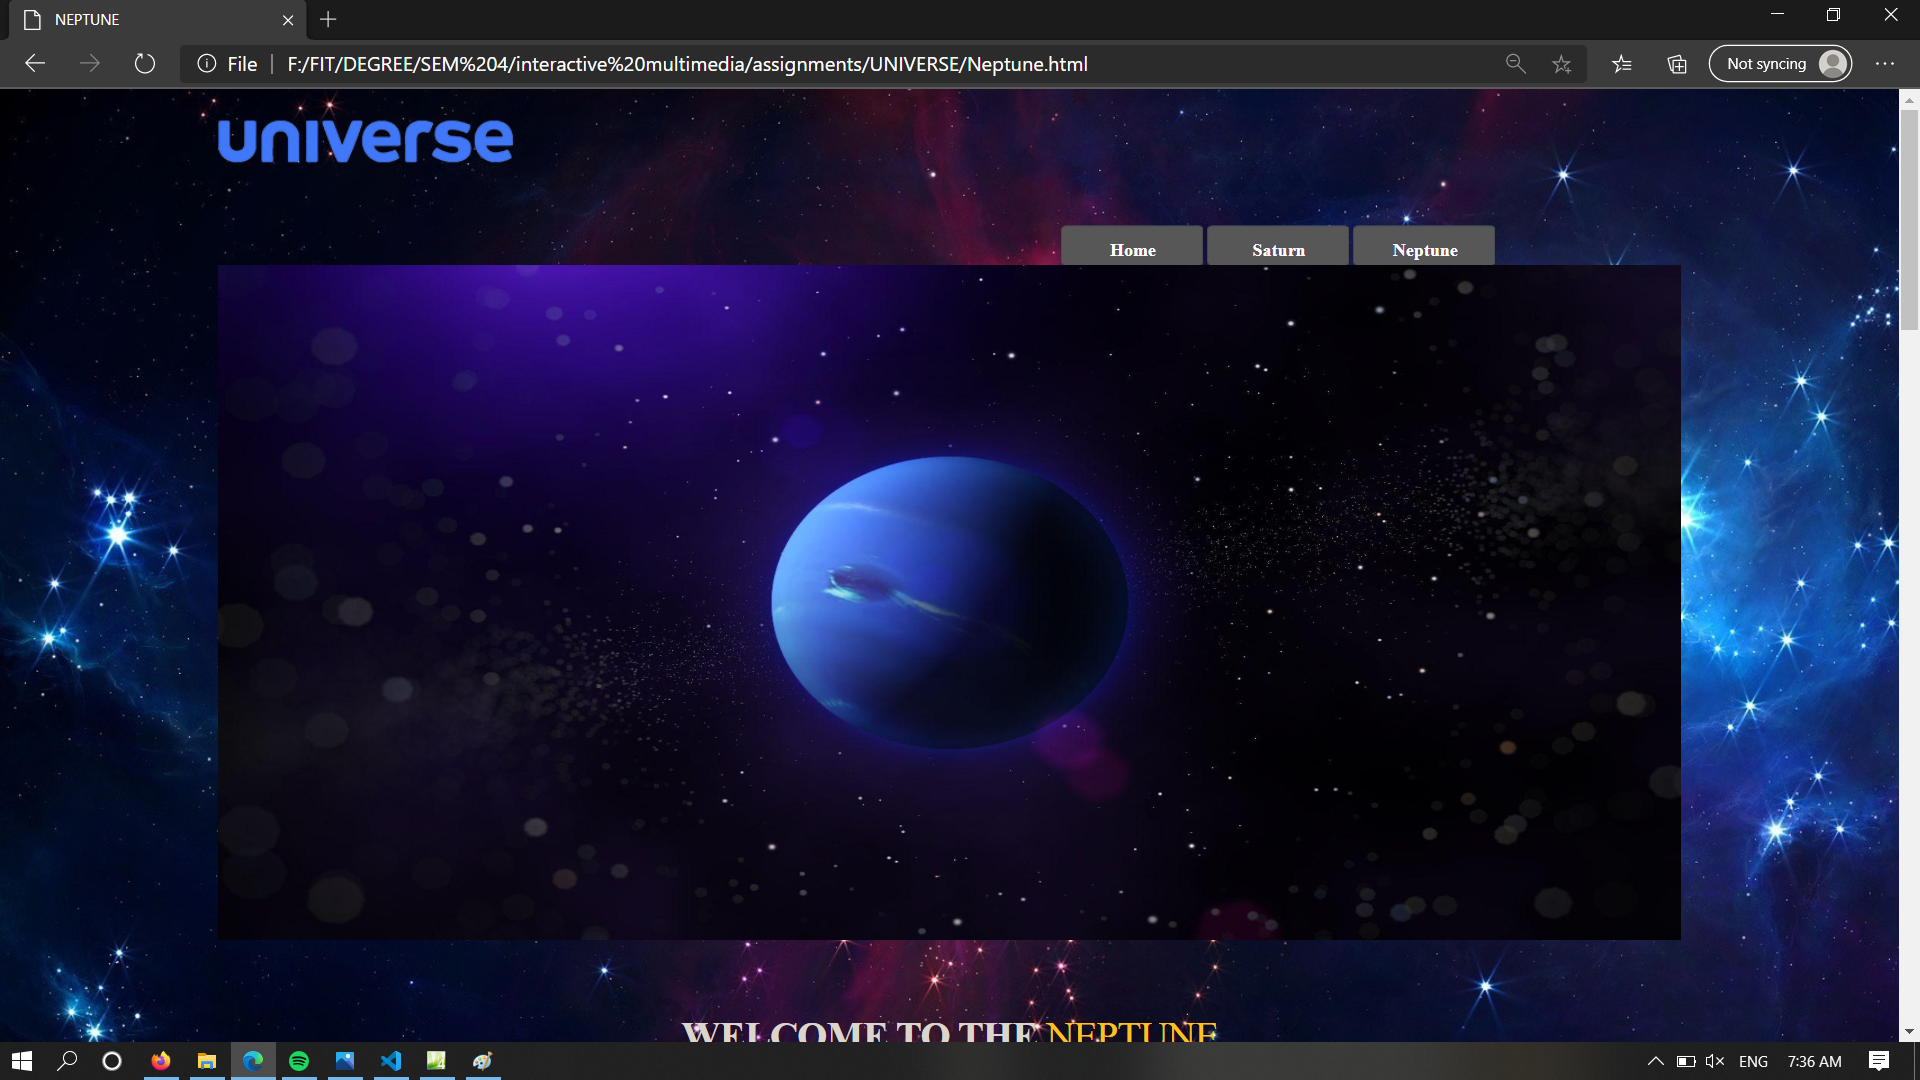 NEPTUNE
File
F:/FIT/DEGREE/SEM%204/interactive%20multimedia/assignments/UNIVERSE/Neptune.html
Not syncing
universe
Home Saturn Neptune
WELCOME TO THE NEPTUNE
ENG 7:36 AM